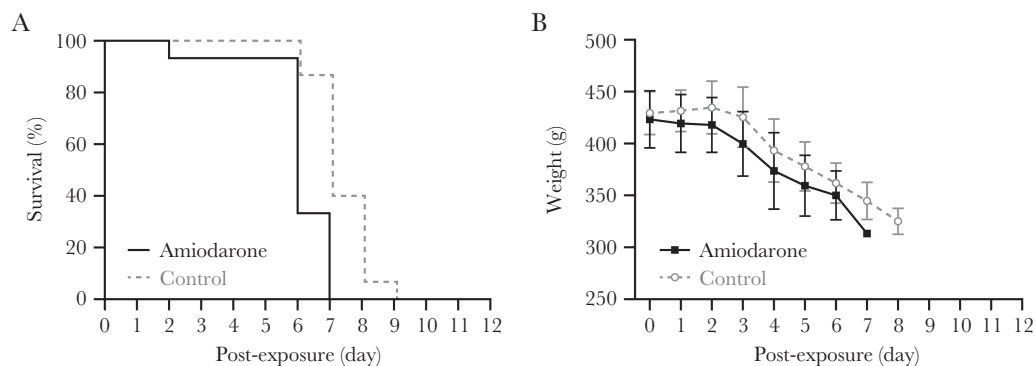 A
Survival (%)
100
80
60
40
20
0
Amiodarone
Control
0 1 2 3 4 5 6 7 8 9 10 11 12
Post-exposure (day)
B
Weight (g)
500
450
400
350
300
250
Amiodarone
Control
0 1 2 3 4 5 6 7 8 9 10 11 12
Post-exposure (day)